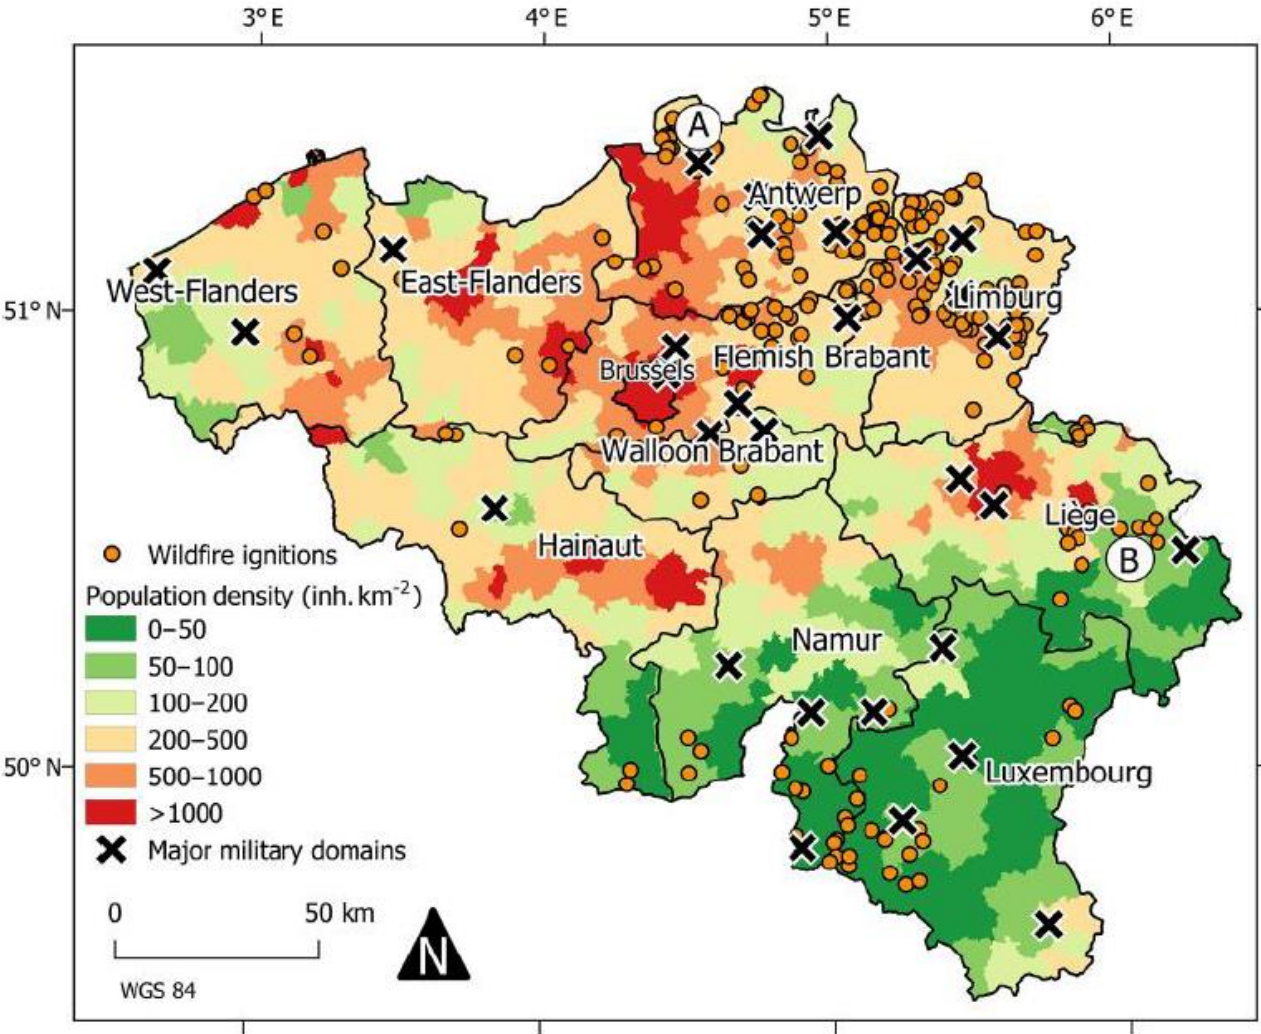 3°E 4°E 5°E 6°E
A
Antwerp
51°N
West-Flanders
East-Flanders
Limburg
Brussels
Flemish Brabant
Walloon Brabant
Liège
Hainaut
B
Namur
50°N
Luxembourg
Wildfire ignitions
Population density (inh. km⁻²)
0–50
50–100
100–200
200–500
500–1000
>1000
Major military domains
0 50 km
N
WGS 84